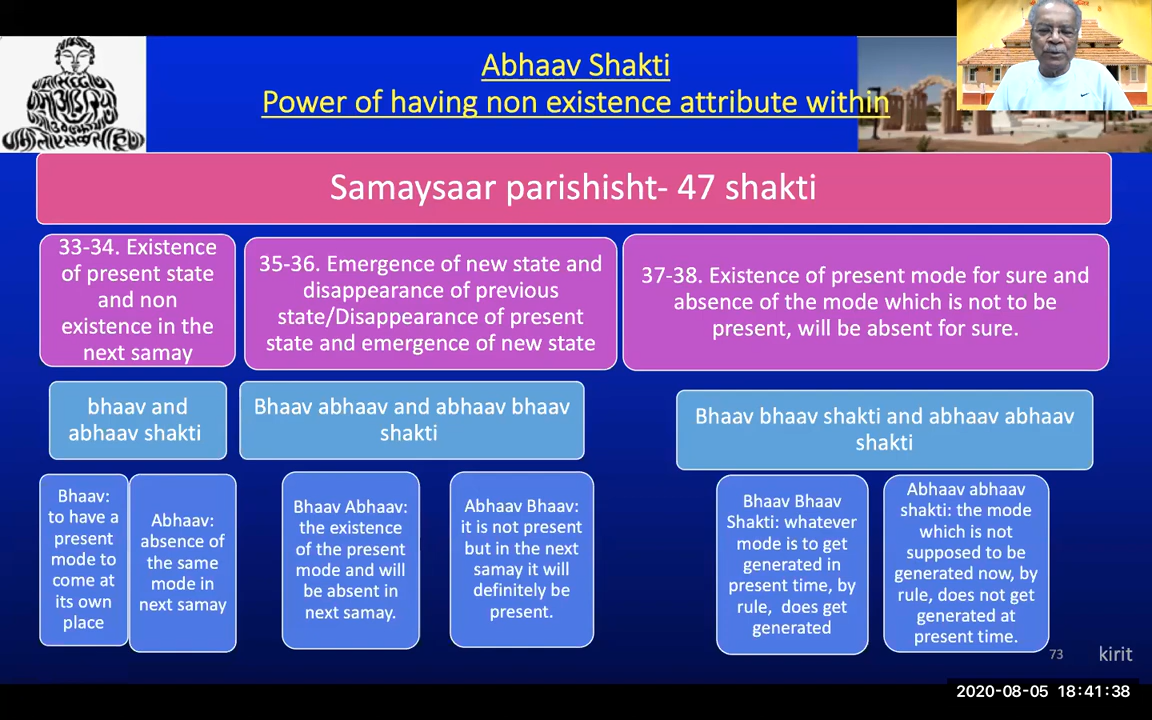 Abhaav Shakti
Power of having non existence attribute within
Samaysaar parishisht- 47 shakti
33-34. Existence
of present state
and non
existence in the
next samay
35-36. Emergence of new state and
disappearance of previous
state/Disappearance of present
state and emergence of new state
37-38. Existence of present mode for sure and
absence of the mode which is not to be
present, will be absent for sure.
bhaav and
abhaav shakti
Bhaav abhaav and abhaav bhaav
shakti
Bhaav bhaav shakti and abhaav abhaav
shakti
Bhaav:
to have a
present
mode to
come at
its own
place
Abhaav:
absence of
the same
mode in
next samay
Bhaav Abhaav:
the existence
of the present
mode and will
be absent in
next samay.
Abhaav Bhaav:
it is not present
but in the next
samay it will
definitely be
present.
Bhaav Bhaav
Shakti: whatever
mode is to get
generated in
present time, by
rule,  does get
generated
Abhaav abhaav
shakti: the mode
which is not
supposed to be
generated now, by
rule, does not get
generated at
present time.
73
kirit
2020-08-05 18:41:38